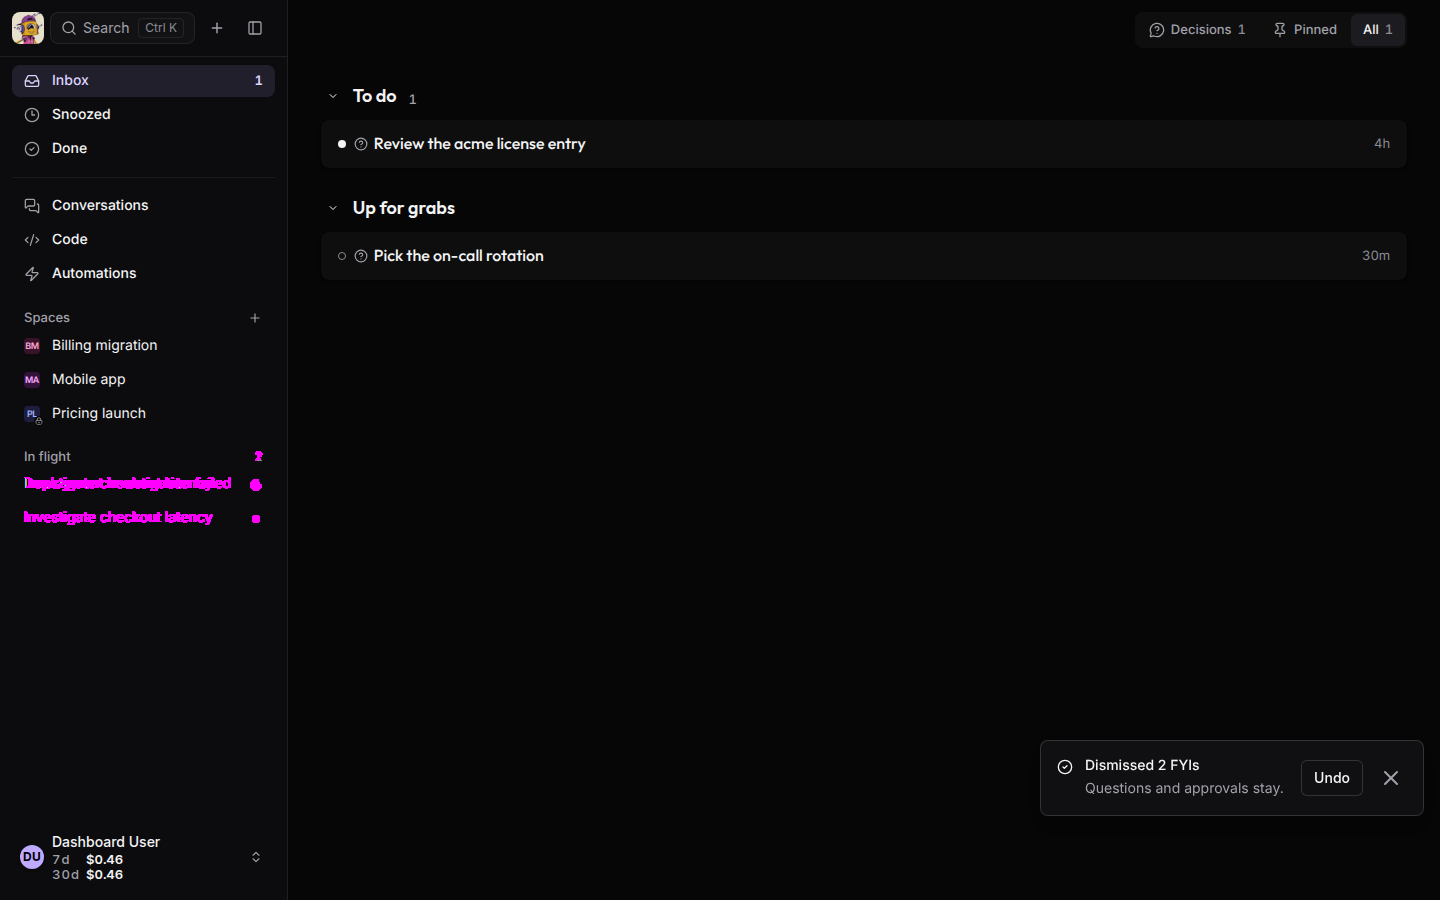 Search Ctrl K
Inbox 1
Snoozed
Done
Conversations
Code
Automations
Spaces
BM Billing migration
MA Mobile app
PL Pricing launch
In flight
Investigate checkout latency
DU Dashboard User
7d $0.46
30d $0.46
Decisions 1 Pinned All 1
To do 1
Review the acme license entry 4h
Up for grabs
Pick the on-call rotation 30m
Dismissed 2 FYIs
Questions and approvals stay.
Undo